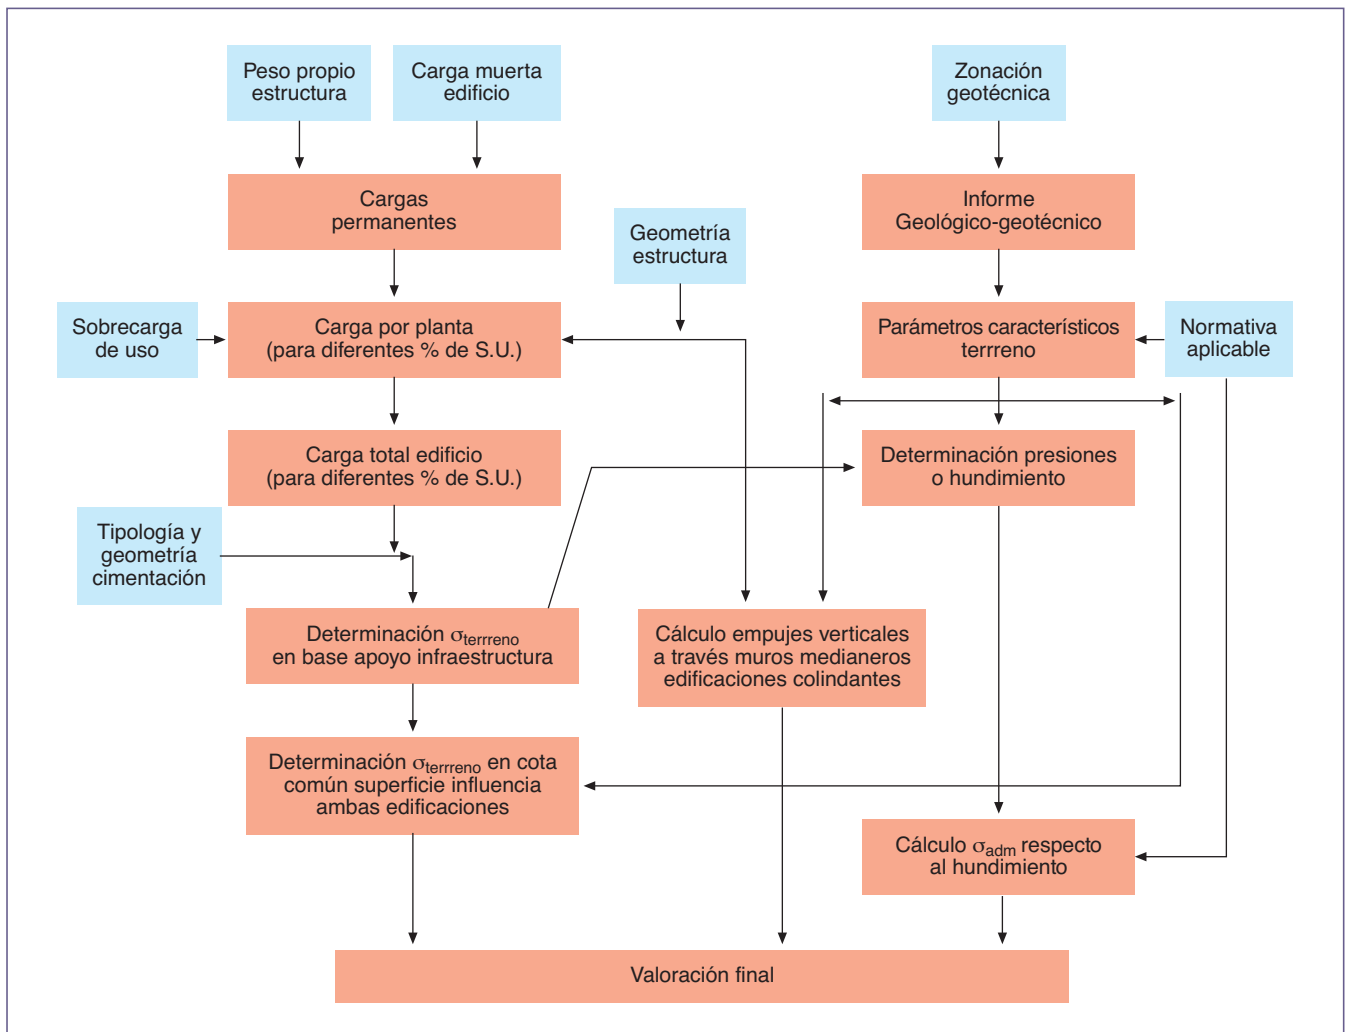 Peso propio
estructura
Carga muerta
edificio
Zonación
geotécnica
Cargas
permanentes
Informe
Geológico-geotécnico
Geometría
estructura
Sobrecarga
de uso
Carga por planta
(para diferentes % de S.U.)
Parámetros característicos
terrreno
Normativa
aplicable
Carga total edificio
(para diferentes % de S.U.)
Determinación presiones
o hundimiento
Tipología y
geometría
cimentación
Determinación σterrreno
en base apoyo infraestructura
Cálculo empujes verticales
a través muros medianeros
edificaciones colindantes
Determinación σterrreno en cota
común superficie influencia
ambas edificaciones
Cálculo σadm respecto
al hundimiento
Valoración final